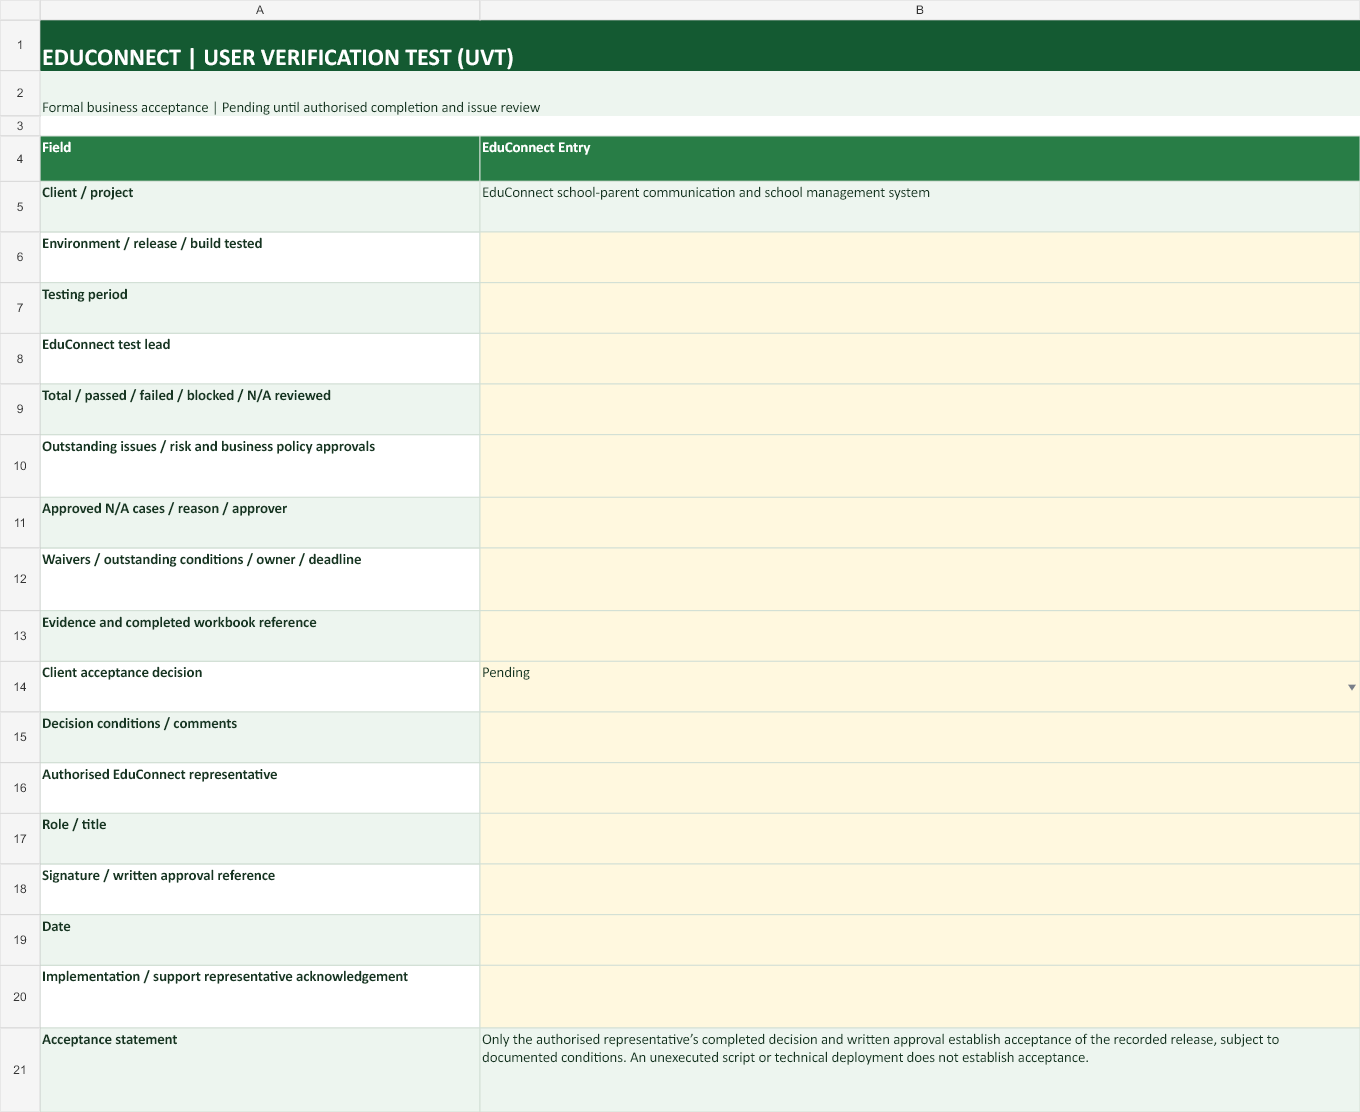 A B
1 EDUCONNECT | USER VERIFICATION TEST (UVT)
2 Formal business acceptance | Pending until authorised completion and issue review
3
4 Field EduConnect Entry
5 Client / project EduConnect school-parent communication and school management system
6 Environment / release / build tested
7 Testing period
8 EduConnect test lead
9 Total / passed / failed / blocked / N/A reviewed
10 Outstanding issues / risk and business policy approvals
11 Approved N/A cases / reason / approver
12 Waivers / outstanding conditions / owner / deadline
13 Evidence and completed workbook reference
14 Client acceptance decision Pending
15 Decision conditions / comments
16 Authorised EduConnect representative
17 Role / title
18 Signature / written approval reference
19 Date
20 Implementation / support representative acknowledgement
21 Acceptance statement Only the authorised representative’s completed decision and written approval establish acceptance of the recorded release, subject to
documented conditions. An unexecuted script or technical deployment does not establish acceptance.